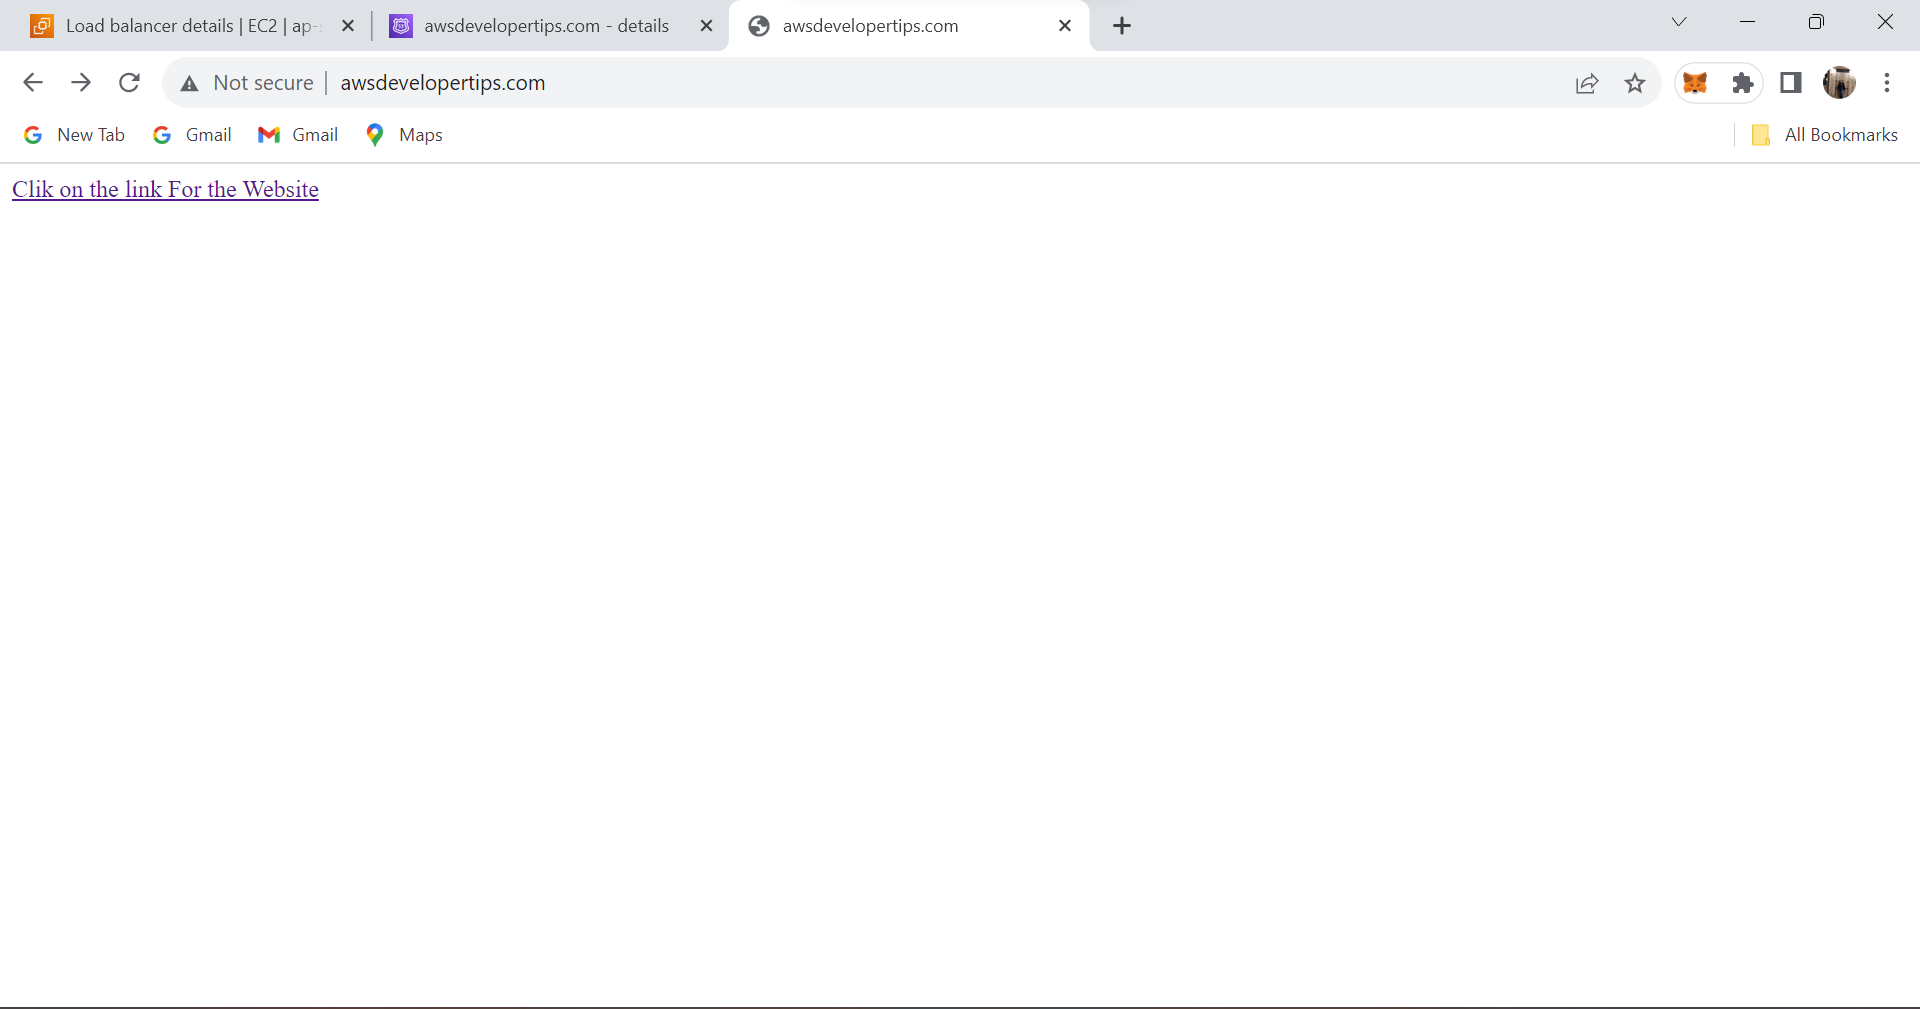 Load balancer details | EC2 | ap-
awsdevelopertips.com - details
awsdevelopertips.com
Not secure
awsdevelopertips.com
New Tab
Gmail
Gmail
Maps
All Bookmarks
Clik on the link For the Website